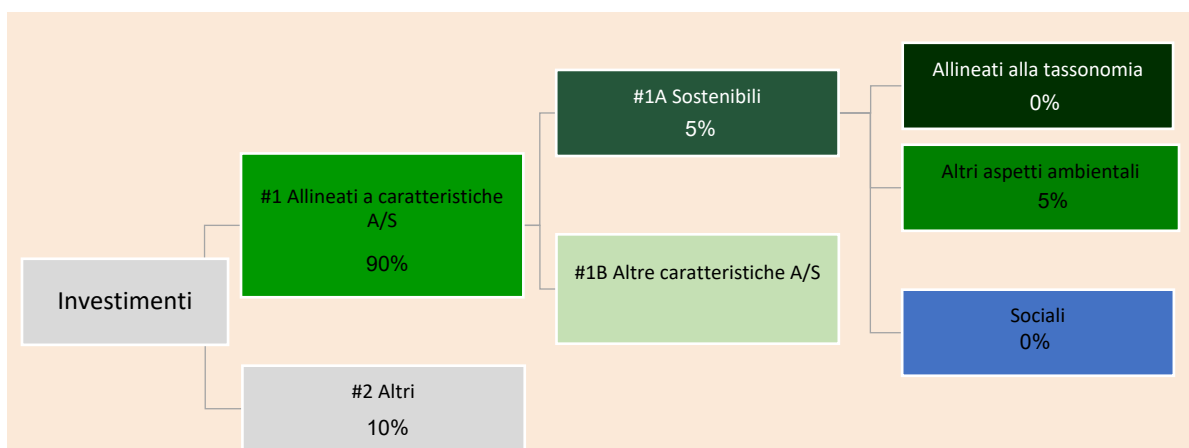 Investimenti
#1 Allineati a caratteristiche
A/S
90%
#2 Altri
10%
#1A Sostenibili
5%
#1B Altre caratteristiche A/S
Allineati alla tassonomia
0%
Altri aspetti ambientali
5%
Sociali
0%